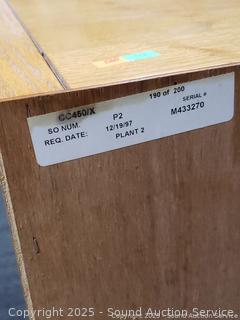 CC450/X P2 190 of 200
SO NUM. SERIAL #
REQ. DATE: 12/19/97 M433270
PLANT 2
Copyright 2025 - Sound Auction Service